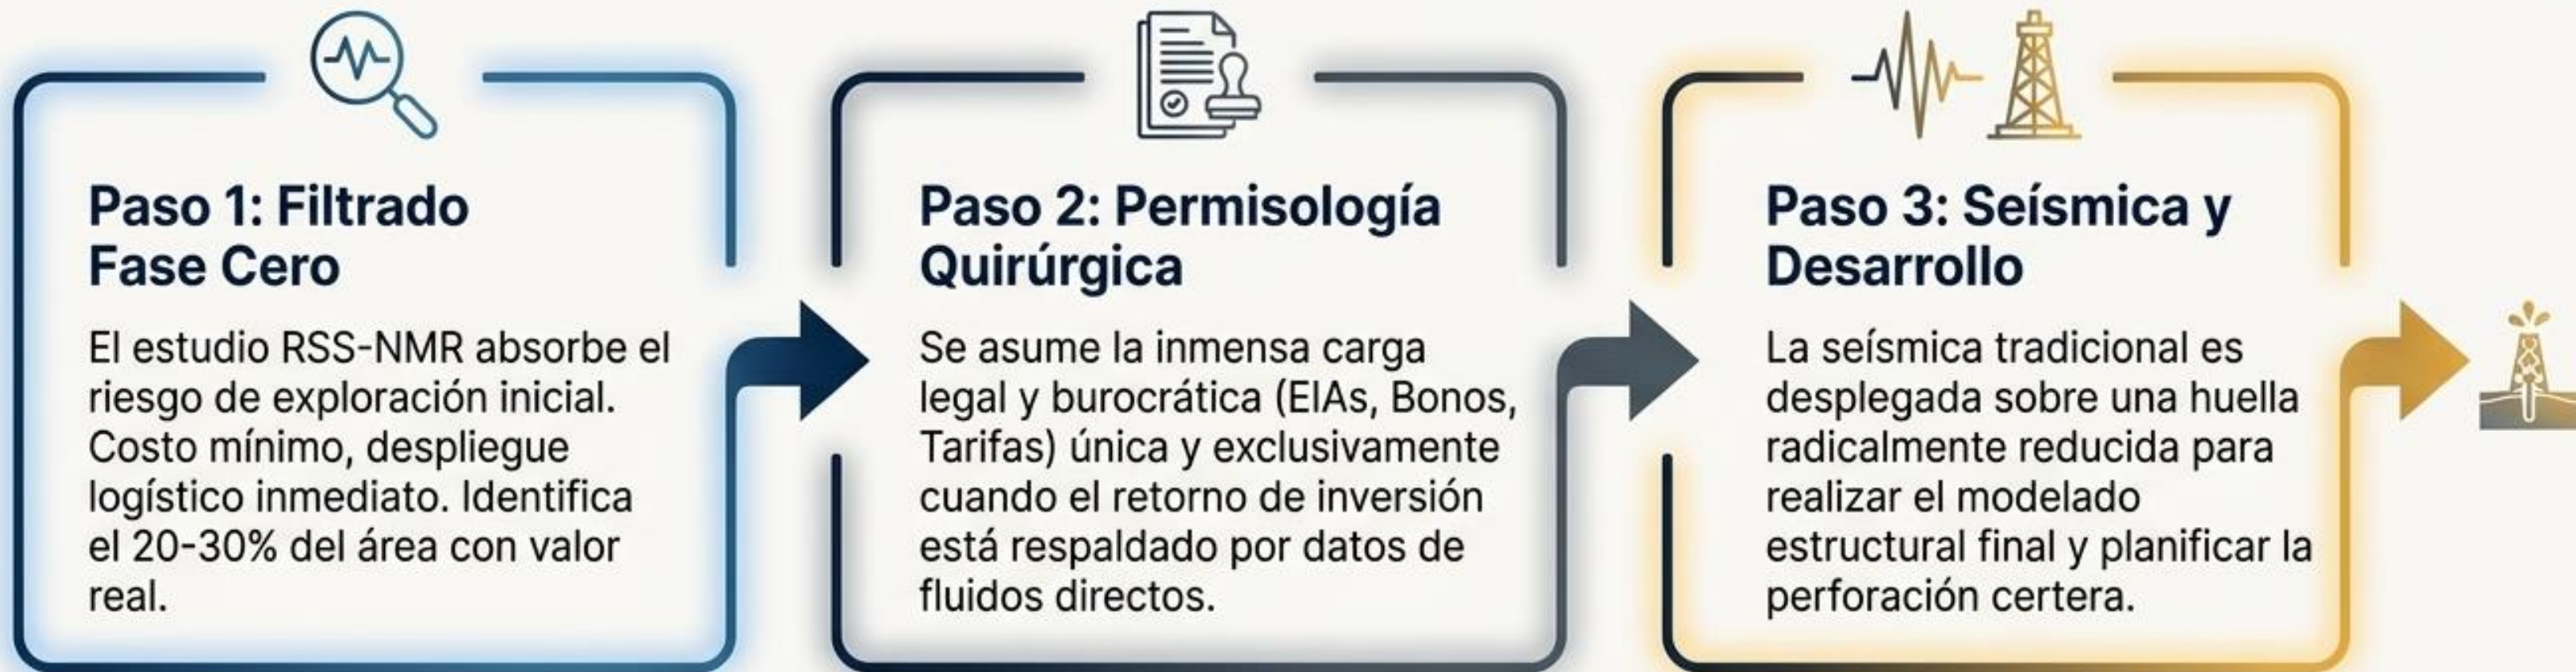 Paso 1: Filtrado
Fase Cero
El estudio RSS-NMR absorbe el
riesgo de exploración inicial.
Costo mínimo, despliegue
logístico inmediato. Identifica
el 20-30% del área con valor
real.
Paso 2: Permisología
Quirúrgica
Se asume la inmensa carga
legal y burocrática (EIAs, Bonos,
Tarifas) única y exclusivamente
cuando el retorno de inversión
está respaldado por datos de
fluidos directos.
Paso 3: Seísmica y
Desarrollo
La seísmica tradicional es
desplegada sobre una huella
radicalmente reducida para
realizar el modelado
estructural final y planificar la
perforación certera.